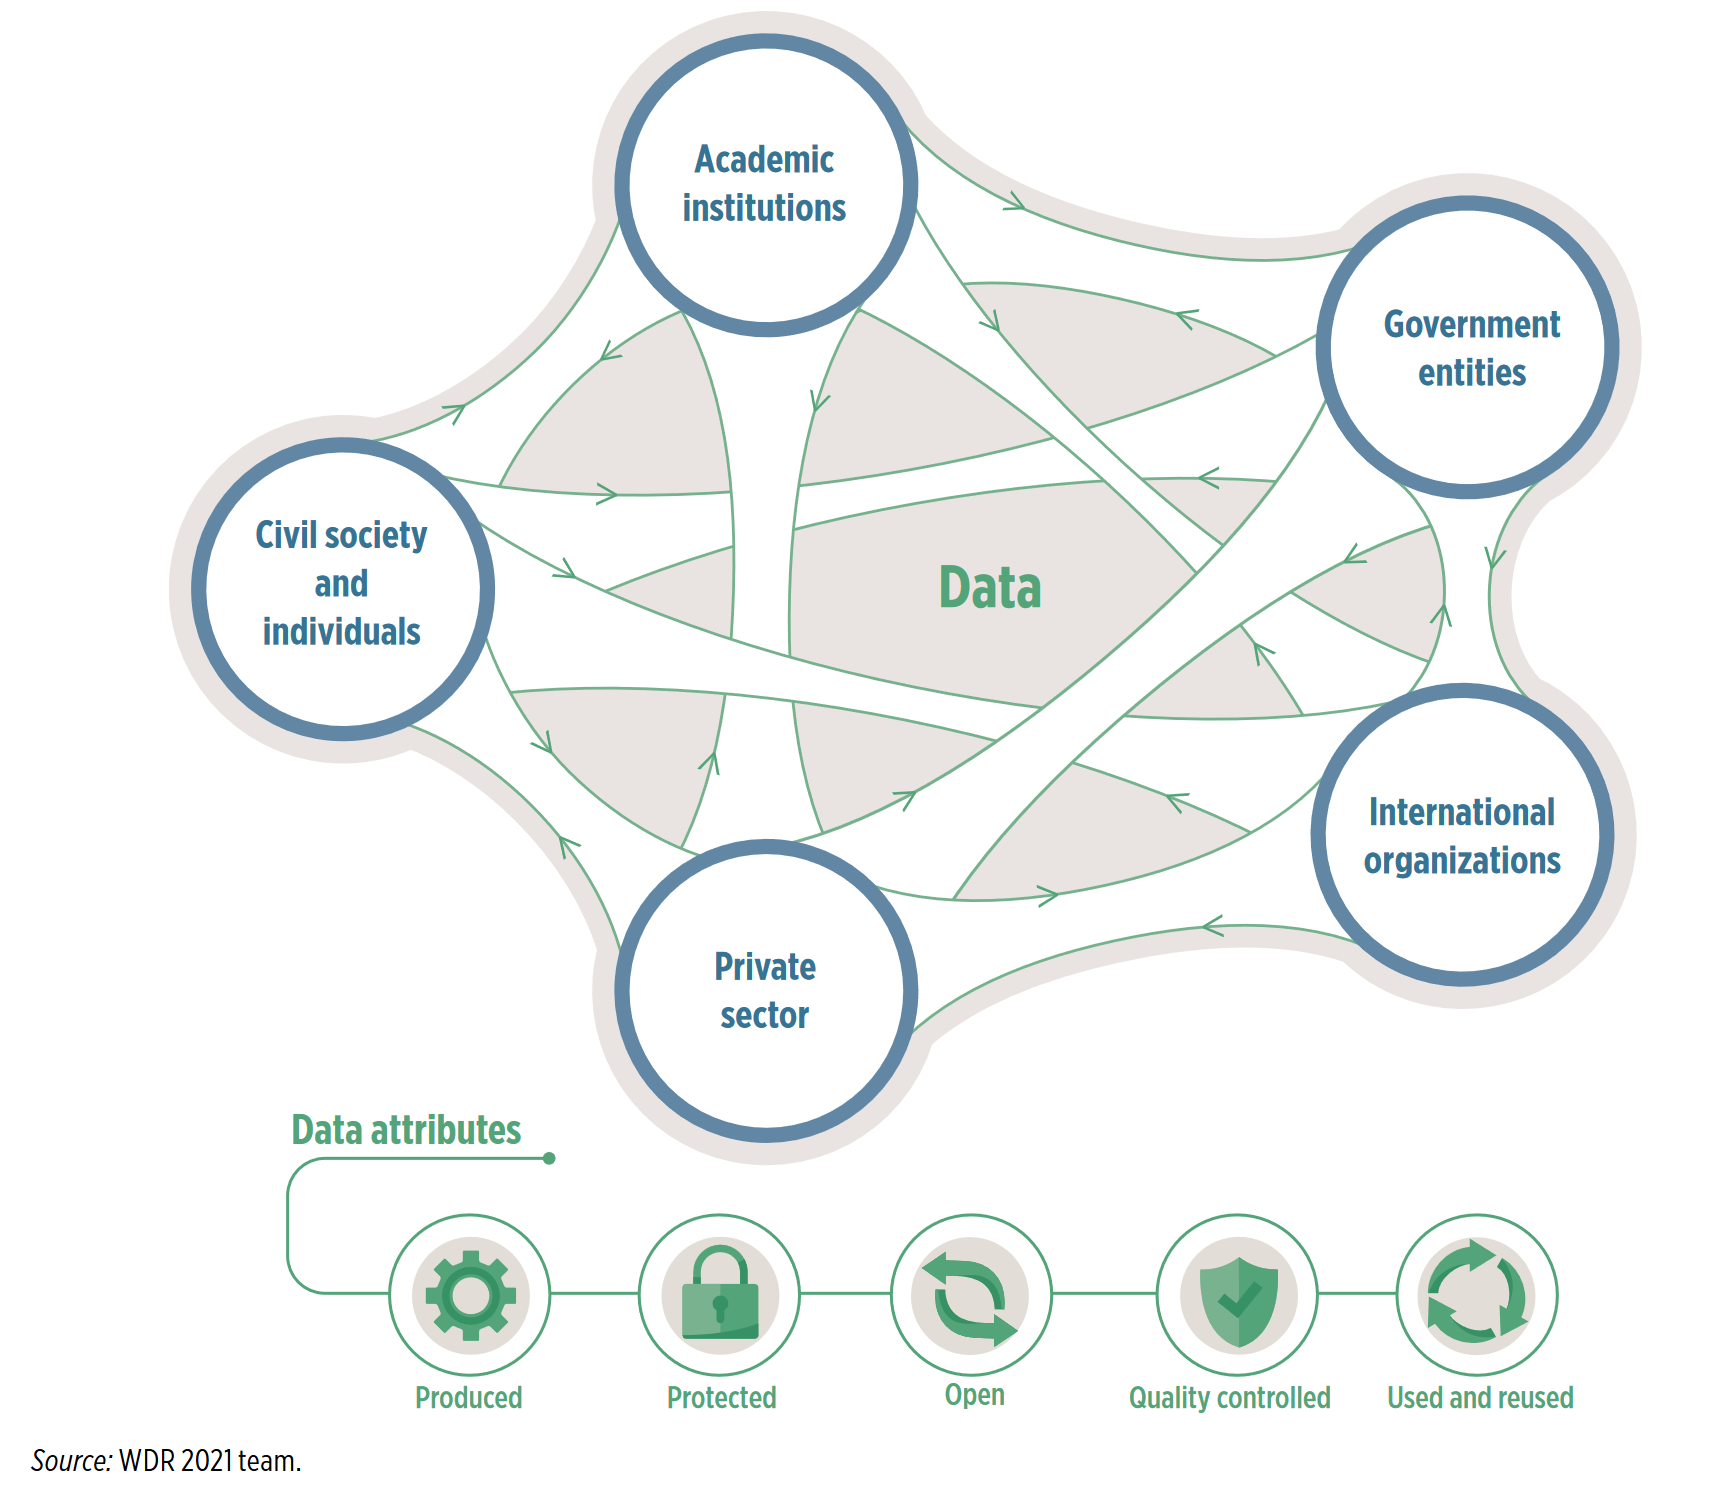 Academic
institutions
Government
entities
Civil society
and
individuals
Data
International
organizations
Private
sector
Data attributes
Produced
Protected
Open
Quality controlled
Used and reused
Source: WDR 2021 team.